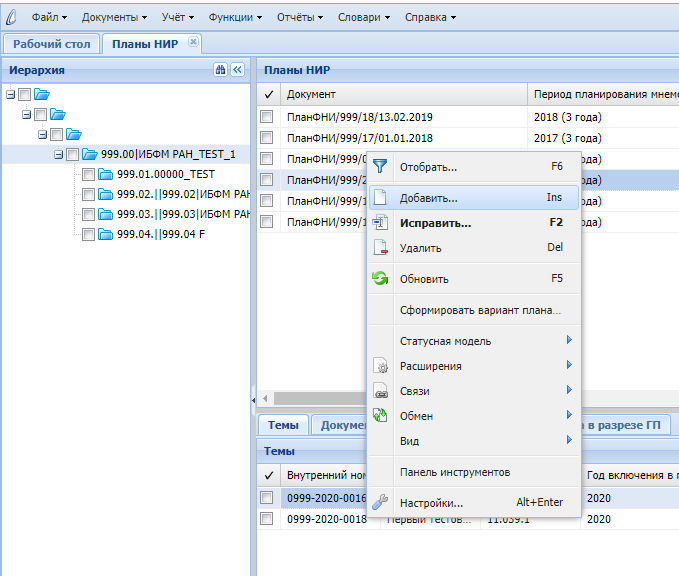 Файл Документы Учёт Функции Отчёты Словари Справка
Рабочий стол Планы НИР
Иерархия
999.00|ИБФМ РАН_TEST_1
999.01.00000_TEST
999.02.||999.02|ИБФМ РАН
999.03.||999.03|ИБФМ РАН
999.04.||999.04 F
Планы НИР
Документ Период планирования мнемо
ПланФНИ/999/18/13.02.2019 2018 (3 года)
ПланФНИ/999/17/01.01.2018 2017 (3 года)
ПланФНИ/999/0 года)
ПланФНИ/999/2 года)
ПланФНИ/999/1 года)
ПланФНИ/999/1 года)
Отобрать... F6
Добавить... Ins
Исправить... F2
Удалить Del
Обновить F5
Сформировать вариант плана...
Статусная модель
Расширения
Связи
Обмен
Вид
Панель инструментов
Настройки... Alt+Enter
Темы Докумен в разрезе ГП
Темы
Внутренний ном Год включения в п
0999-2020-0016 2020
0999-2020-0018 Первый тестов... 11.039.1 2020